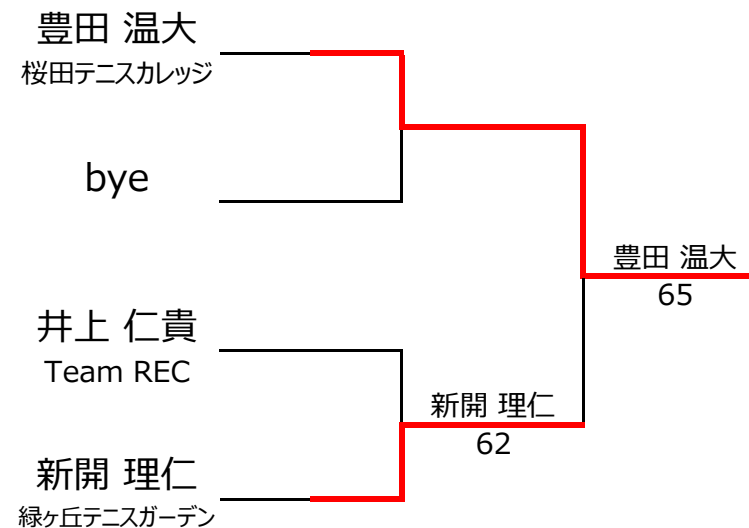 豊田 温大
桜田テニスカレッジ
bye
豊田 温大
65
井上 仁貴
Team REC
新開 理仁
62
新開 理仁
緑ヶ丘テニスガーデン